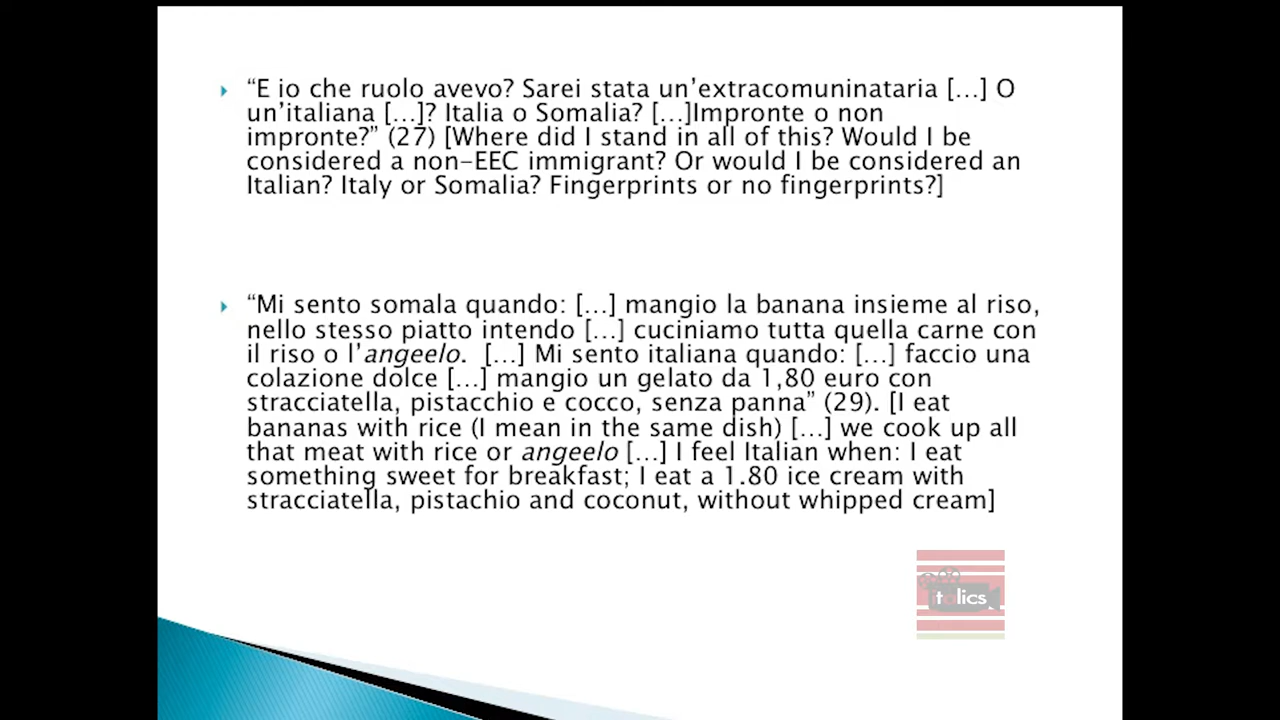 “E io che ruolo avevo? Sarei stata un’extracomuninataria […] O
un’italiana […]? Italia o Somalia? […]Impronte o non
impronte?” (27) [Where did I stand in all of this? Would I be
considered a non-EEC immigrant? Or would I be considered an
Italian? Italy or Somalia? Fingerprints or no fingerprints?]
“Mi sento somala quando: […] mangio la banana insieme al riso,
nello stesso piatto intendo […] cuciniamo tutta quella carne con
il riso o l’angeelo. […] Mi sento italiana quando: […] faccio una
colazione dolce […] mangio un gelato da 1,80 euro con
stracciatella, pistacchio e cocco, senza panna” (29). [I eat
bananas with rice (I mean in the same dish) […] we cook up all
that meat with rice or angeelo […] I feel Italian when: I eat
something sweet for breakfast; I eat a 1.80 ice cream with
stracciatella, pistachio and coconut, without whipped cream]
italics